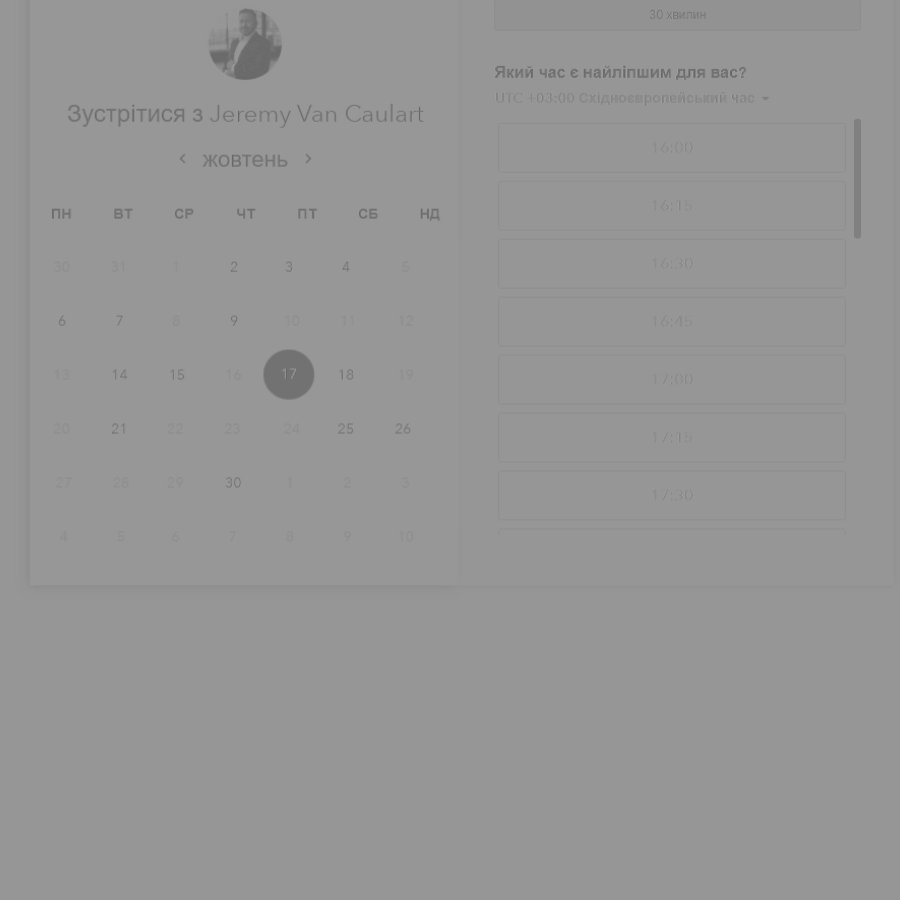 Зустрітися з Jeremy Van Caulart
жовтень
ПН ВТ СР ЧТ ПТ СБ НД
30 31 1 2 3 4 5
6 7 8 9 10 11 12
13 14 15 16 17 18 19
20 21 22 23 24 25 26
27 28 29 30 1 2 3
4 5 6 7 8 9 10
30 хвилин
Який час є найліпшим для вас?
UTC +03:00 Східноєвропейський час
16:00
16:15
16:30
16:45
17:00
17:15
17:30